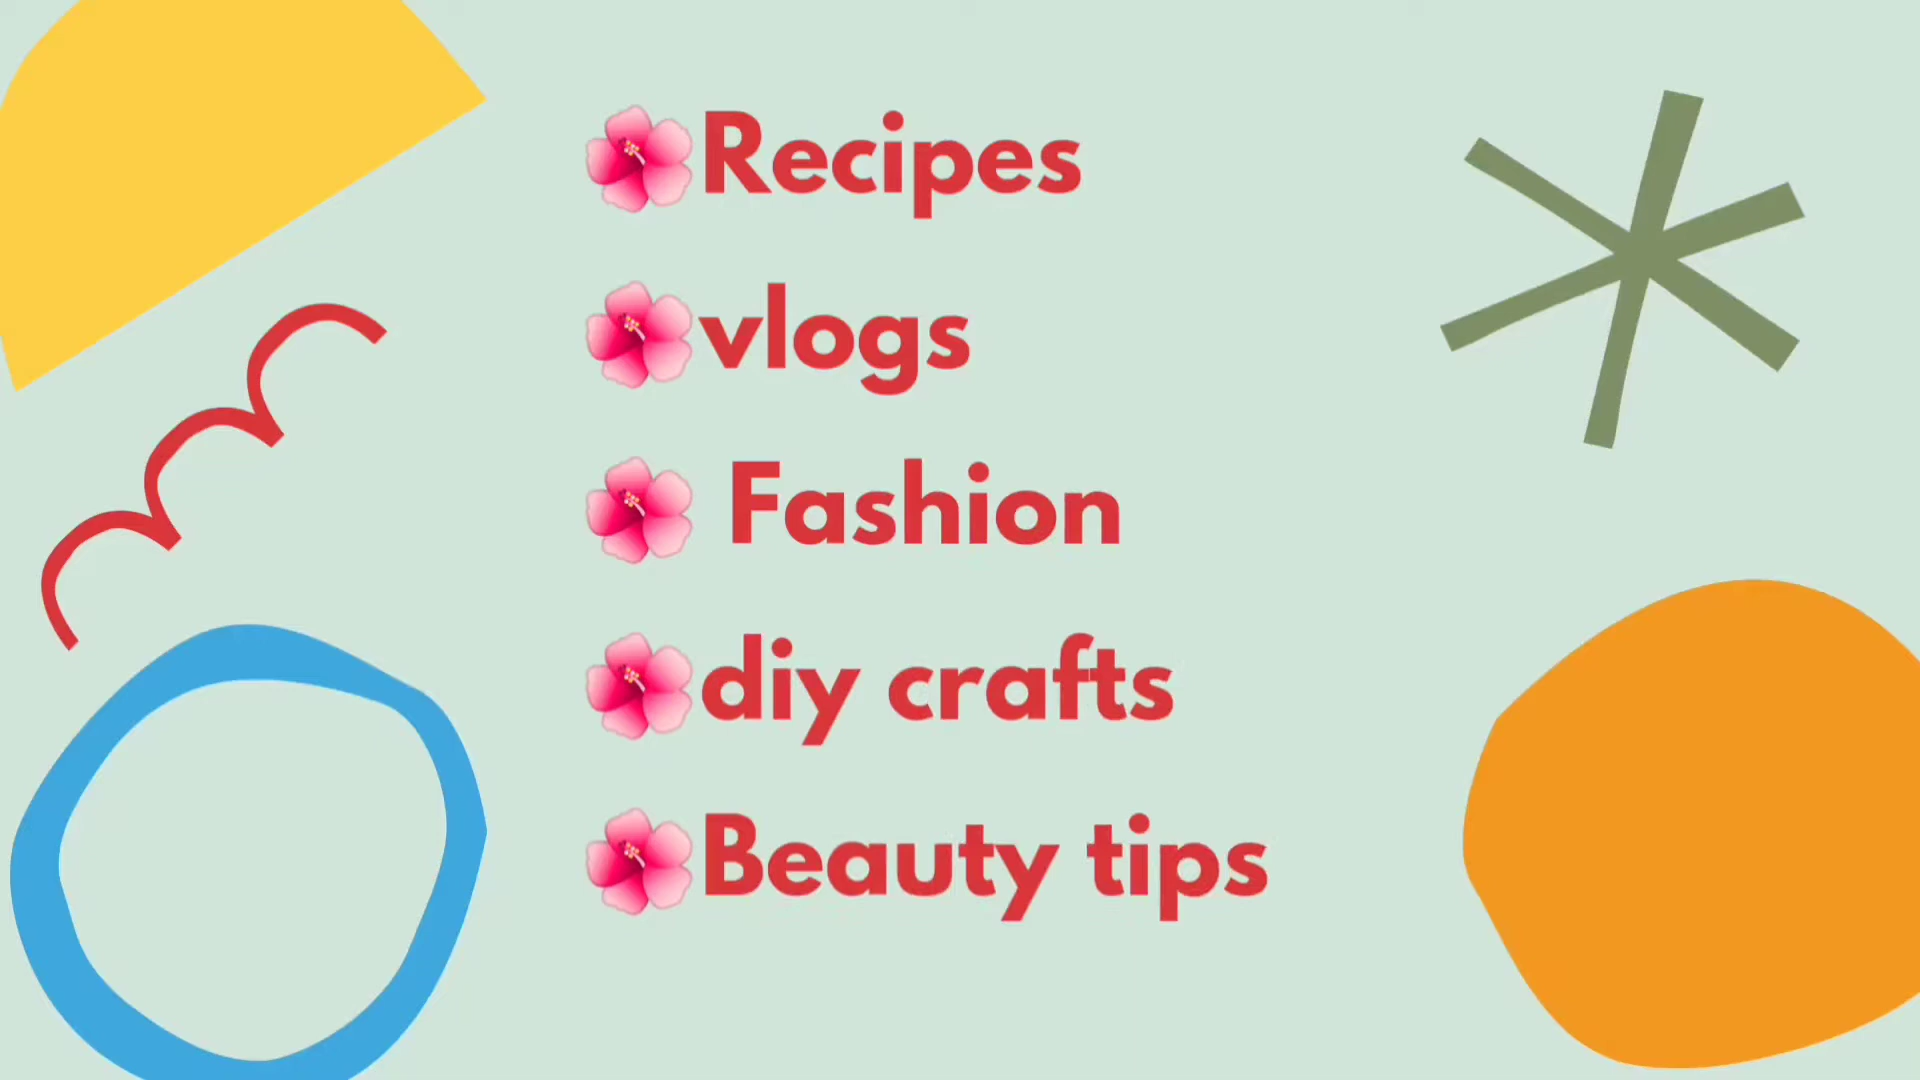 🌺Recipes
🌺vlogs
🌺 Fashion
🌺diy crafts
🌺Beauty tips